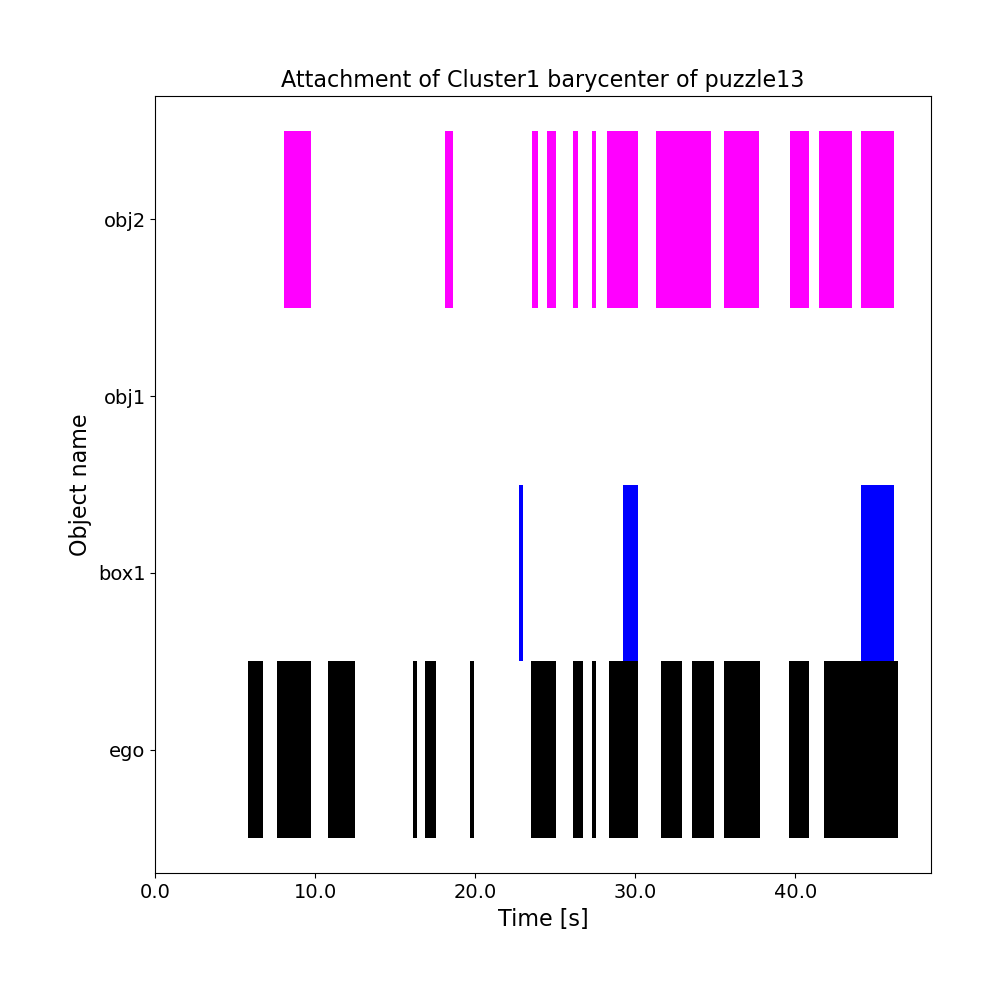 Attachment of Cluster1 barycenter of puzzle13
obj2
obj1
box1
ego
Object name
0.0 10.0 20.0 30.0 40.0
Time [s]